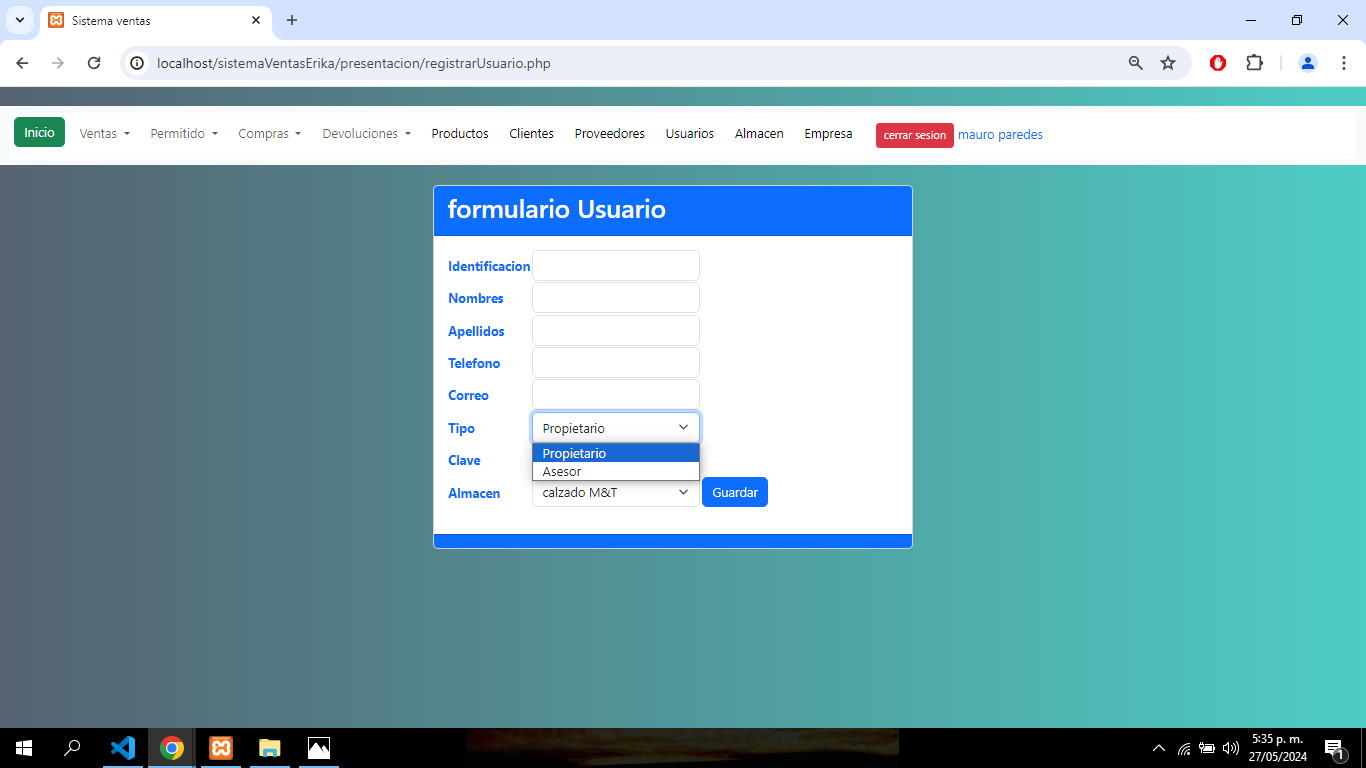 Sistema ventas
localhost/sistemaVentasErika/presentacion/registrarUsuario.php
Inicio Ventas Permitido Compras Devoluciones Productos Clientes Proveedores Usuarios Almacen Empresa cerrar sesion mauro paredes
formulario Usuario
Identificacion
Nombres
Apellidos
Telefono
Correo
Tipo Propietario
Propietario
Clave
Asesor
Almacen calzado M&T Guardar
5:35 p. m.
27/05/2024
1